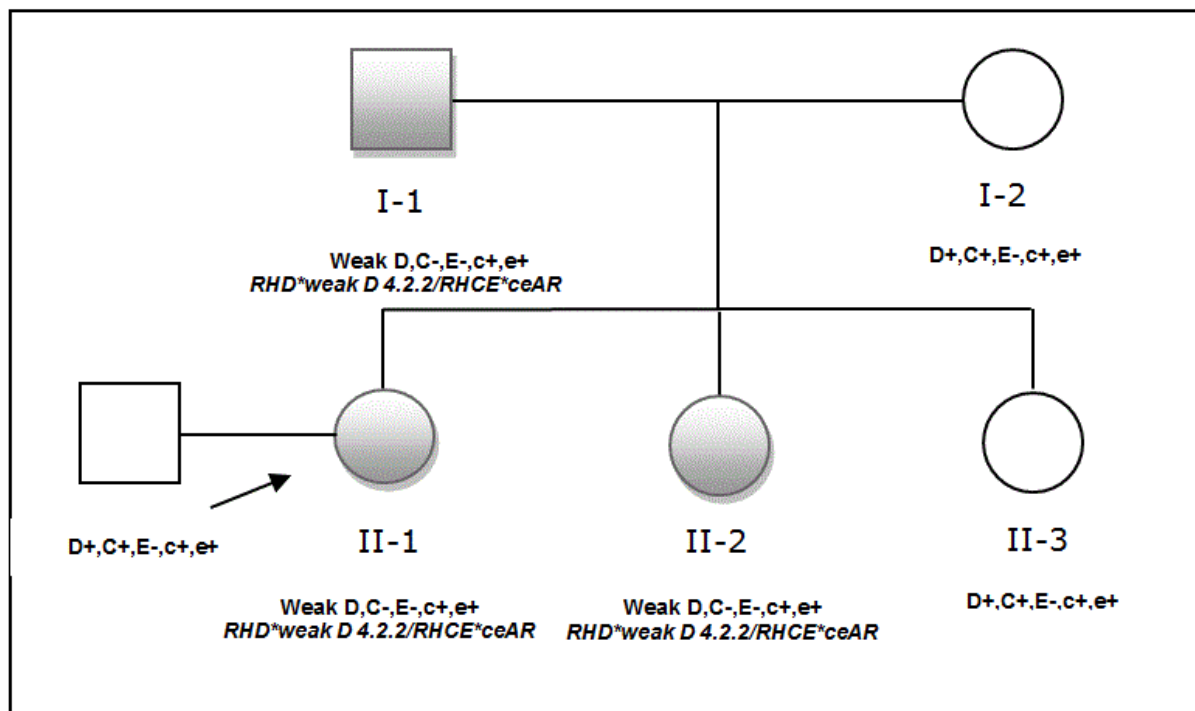 I-1
I-2
Weak D,C-,E-,c+,e+
RHD*weak D 4.2.2/RHCE*ceAR
D+,C+,E-,c+,e+
D+,C+,E-,c+,e+
II-1
II-2
II-3
Weak D,C-,E-,c+,e+
RHD*weak D 4.2.2/RHCE*ceAR
Weak D,C-,E-,c+,e+
RHD*weak D 4.2.2/RHCE*ceAR
D+,C+,E-,c+,e+